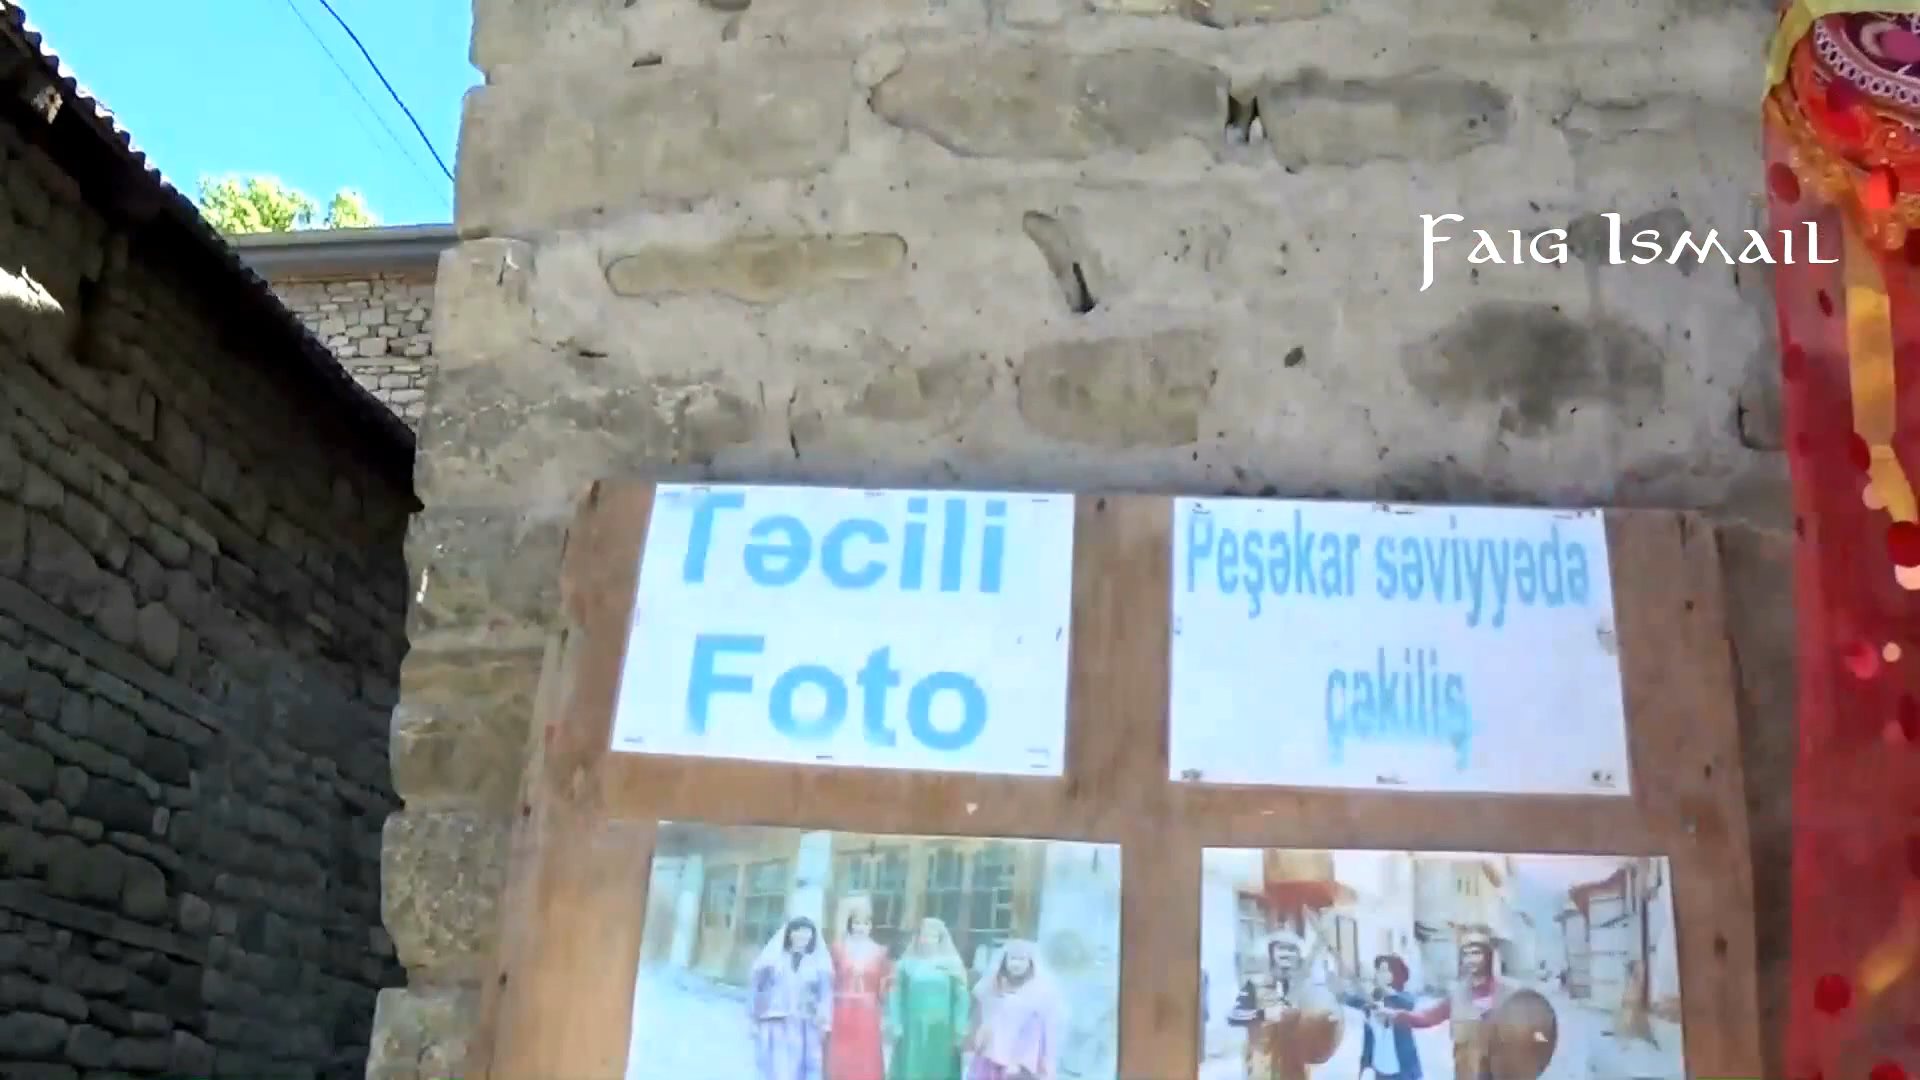 Faig Ismail
Təcili
Foto
Peşəkar səviyyədə
çəkiliş